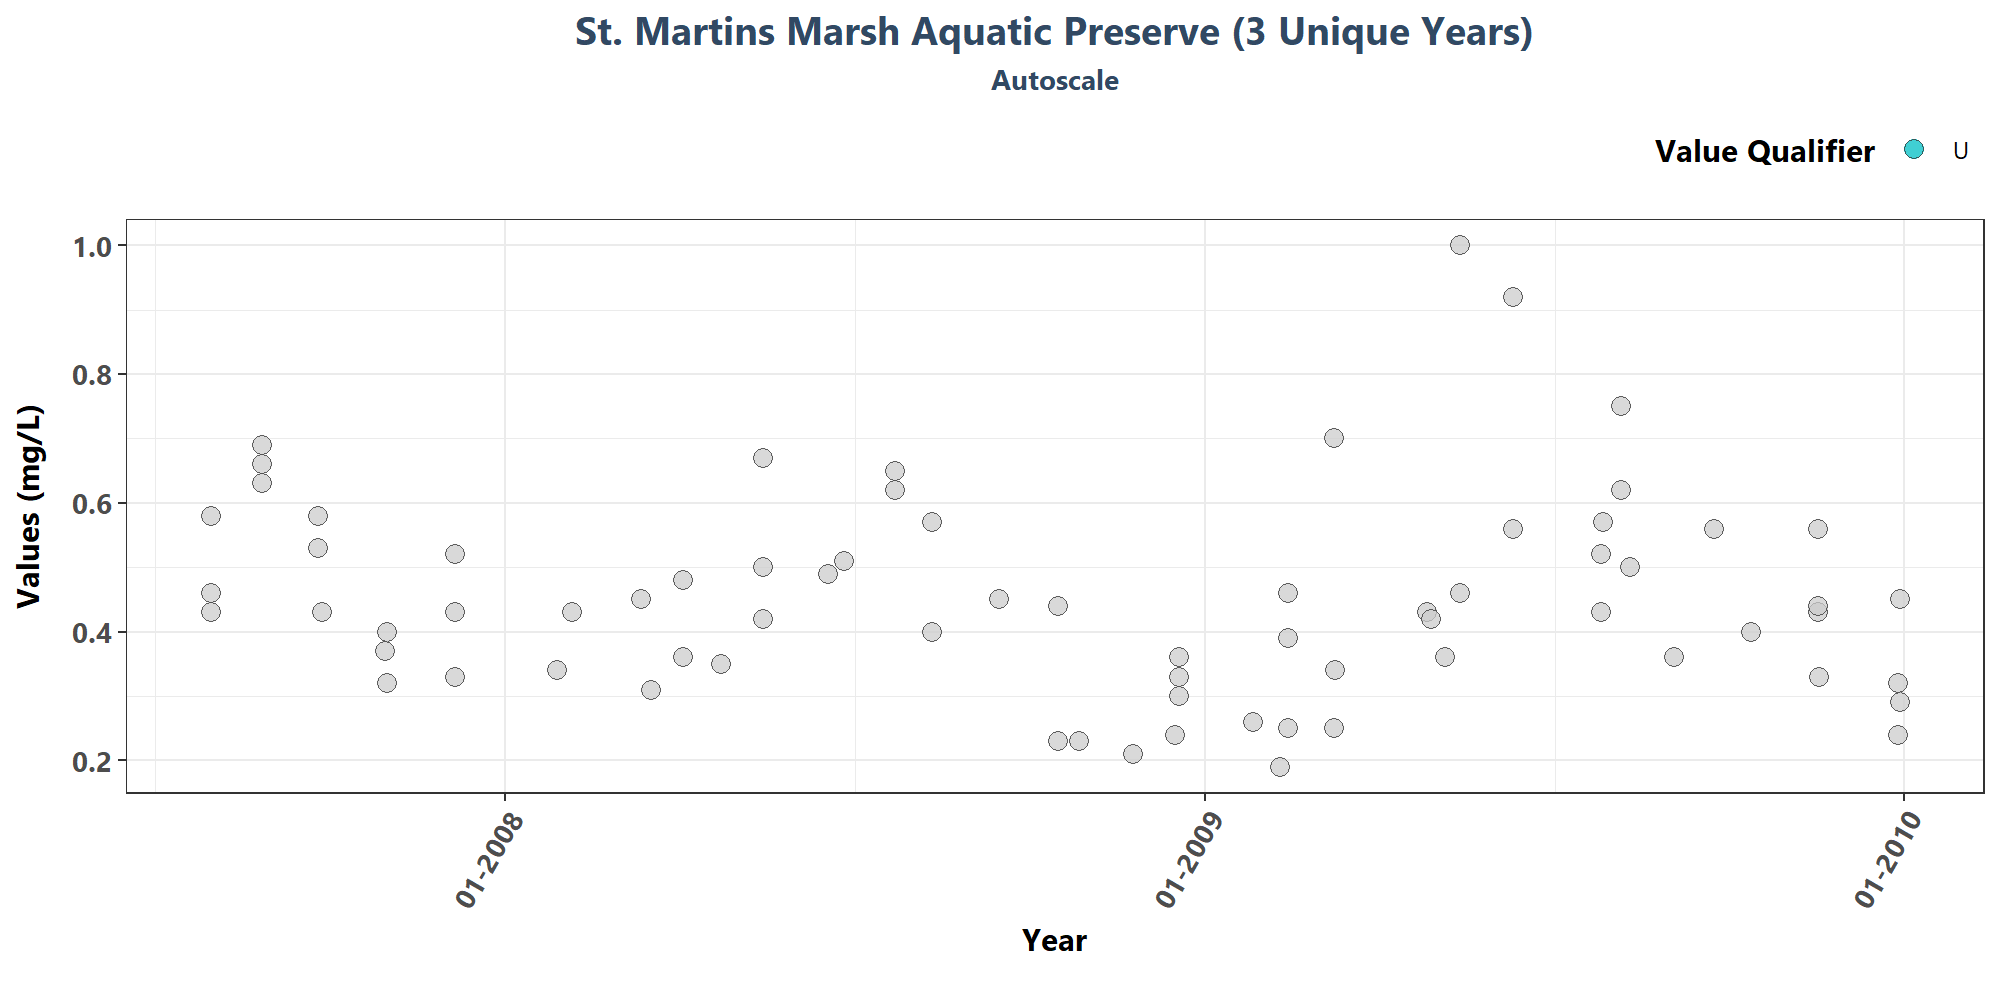 St. Martins Marsh Aquatic Preserve (3 Unique Years)
Autoscale
Value Qualifier U
1.0
0.8
0.6
0.4
0.2
Values (mg/L)
01-2008
01-2009
01-2010
Year